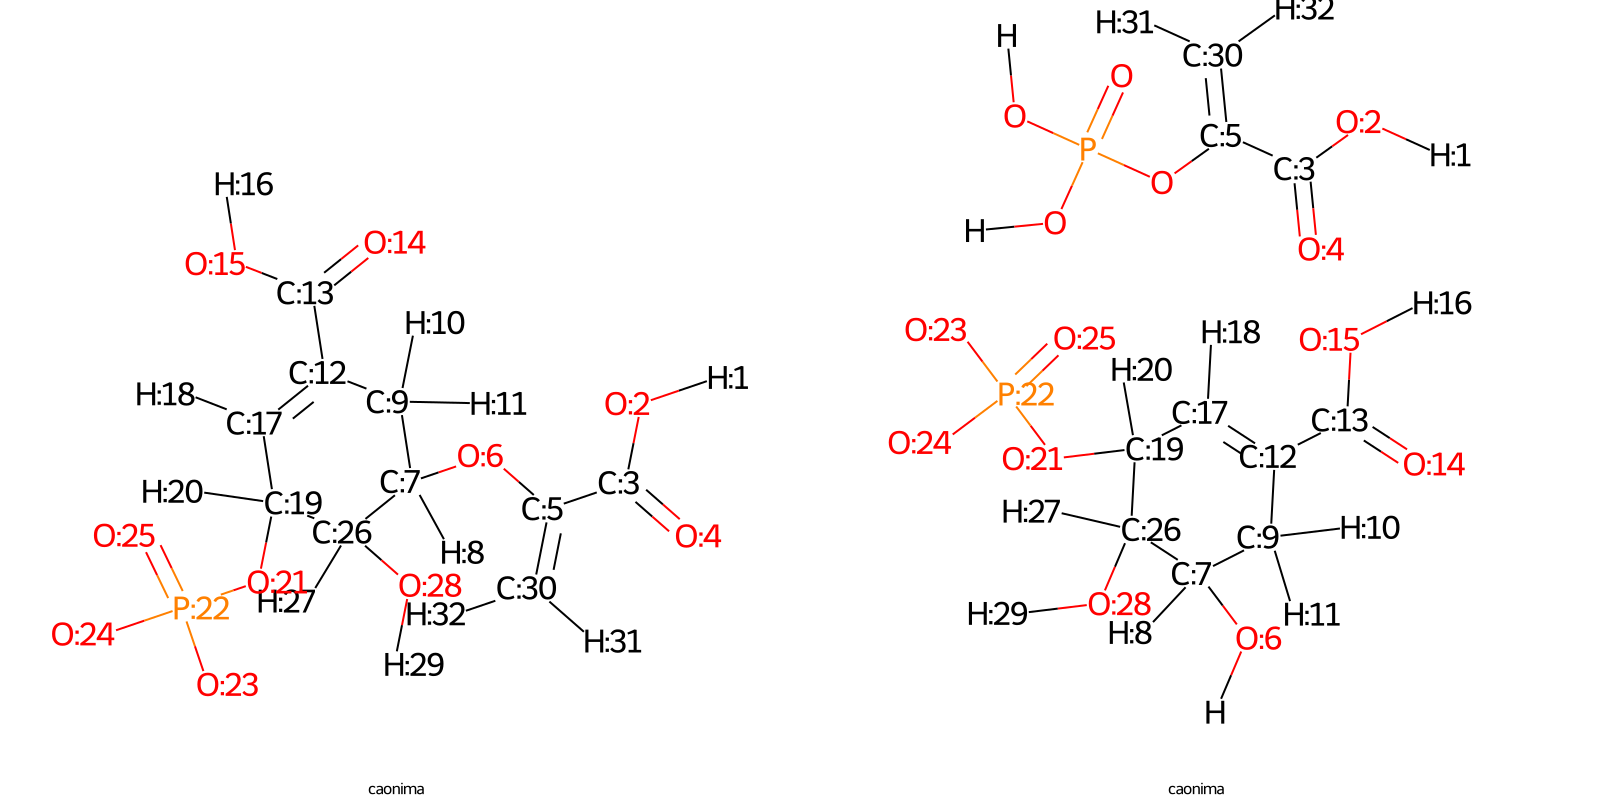 H:31 H:32
H C:30
O
O O:2
P C:5 H:1
C:3
O
H:16 H O
O:14 O:4
O:15
C:13 H:16
H:10 O:23 H:18 O:15
O:25
C:12 H:20
H:1
H:18 C:9 H:11 O:2 P:22
C:17 C:17 C:13
O:24 C:19
O:6 O:21 C:12 O:14
C:7 C:3
H:20
C:19 C:5 H:27
O:25 C:26 O:4 C:26 H:10
C:9
H:8
O:21 O:28 C:30 C:7
H:27 H:29 O:28
P:22 H:32 H:11
O:24 H:31 H:8 O:6
H:29
O:23
H
caonima caonima